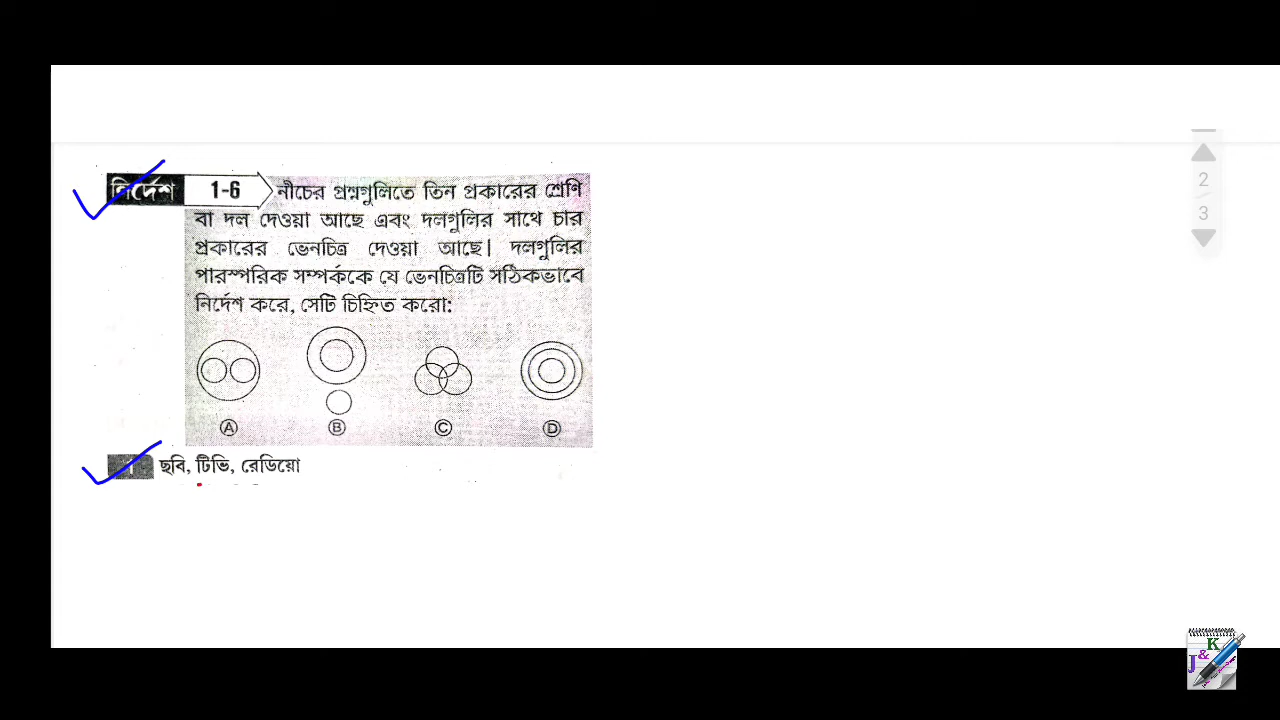 নির্দেশ 1-6 নীচের প্রশ্নগুলিতে তিন প্রকারের শ্রেণি
বা দল দেওয়া আছে এবং দলগুলির সাথে চার
প্রকারের ভেনচিত্র দেওয়া আছে। দলগুলির
পারস্পরিক সম্পর্ককে যে ভেনচিত্রটি সঠিকভাবে
নির্দেশ করে, সেটি চিহ্নিত করো:
Ⓐ Ⓑ Ⓒ Ⓓ
1 ছবি, টিভি, রেডিয়ো
2
3
J & K